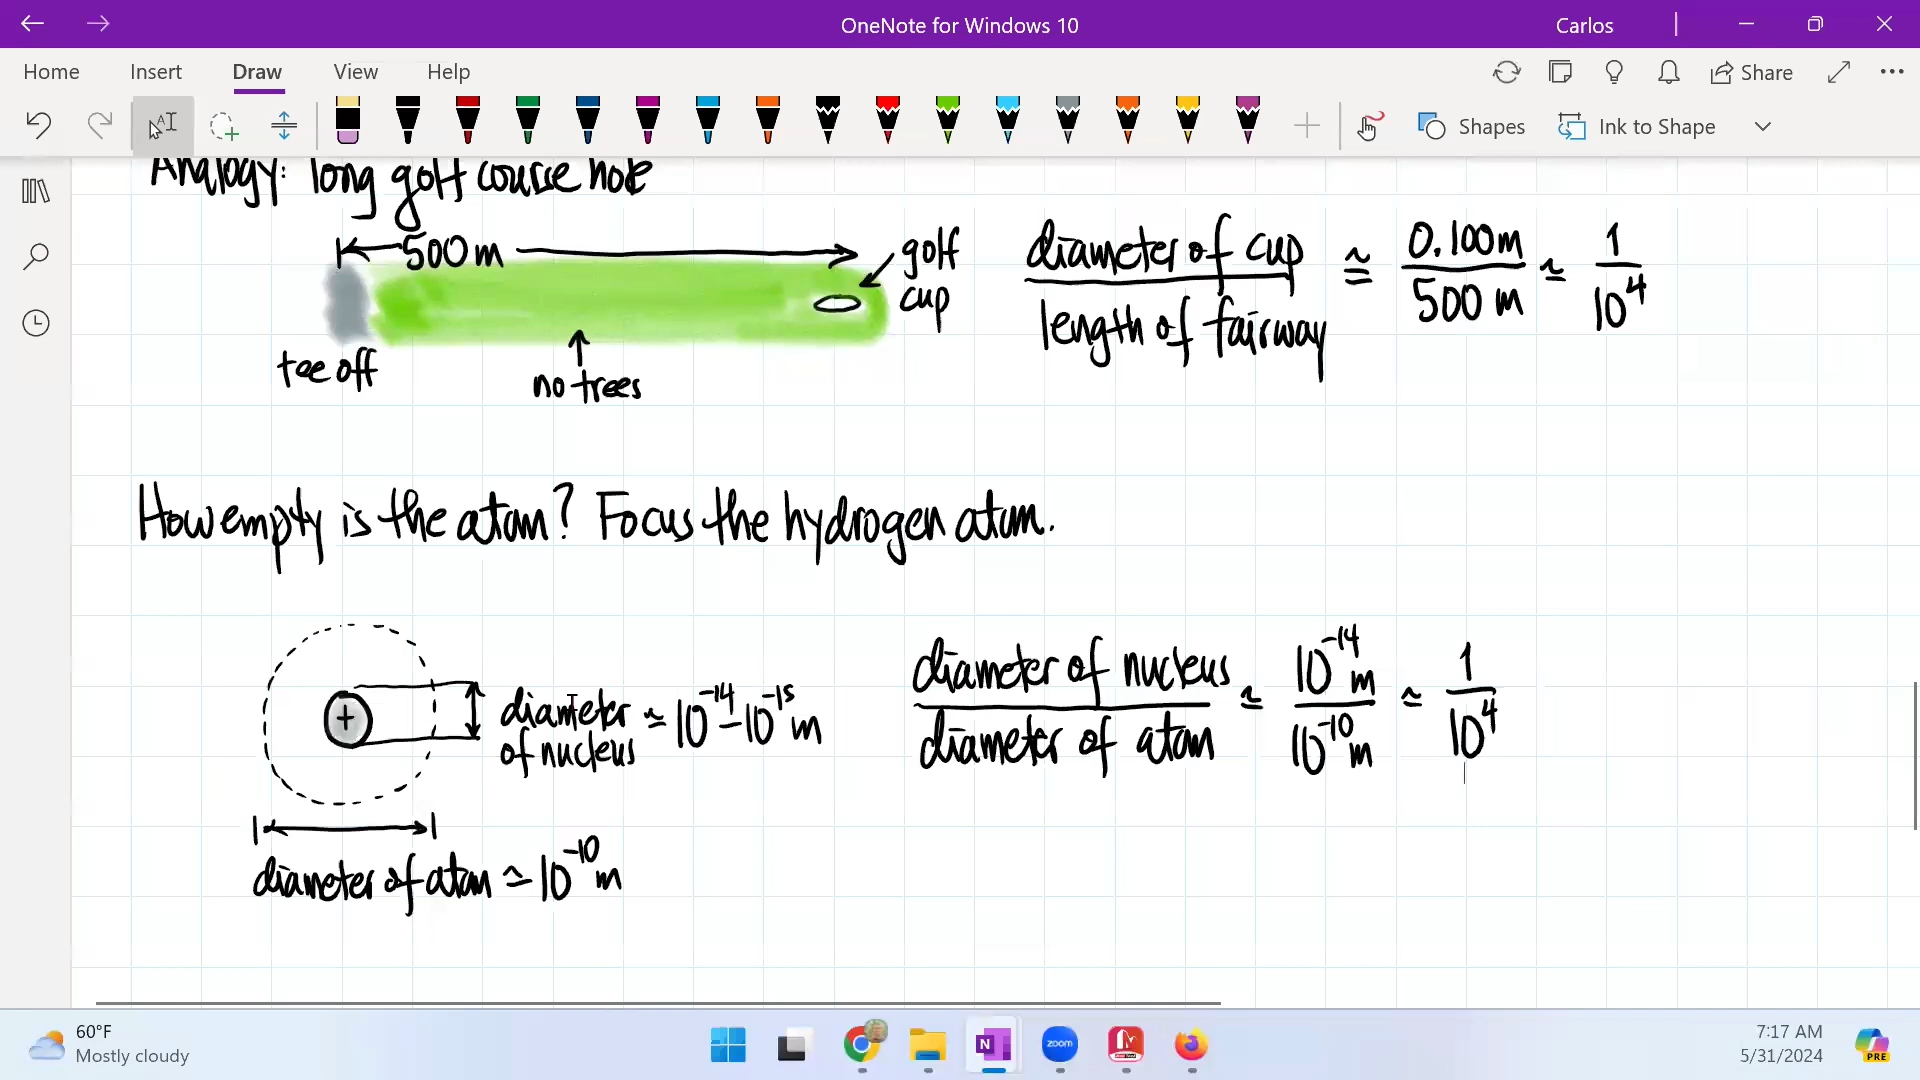 OneNote for Windows 10
Carlos
Home Insert Draw View Help
Share
Shapes
Ink to Shape
Analogy: long golf course hole
500 m
golf cup
tee off
no trees
diameter of cup / length of fairway ≅ 0.100m / 500 m ≃ 1 / 10⁴
How empty is the atom? Focus the hydrogen atom.
+
diameter of nucleus ≃ 10⁻¹⁴ – 10⁻¹⁵ m
diameter of atom ≃ 10⁻¹⁰ m
diameter of nucleus / diameter of atom ≃ 10⁻¹⁴ m / 10⁻¹⁰ m ≃ 1 / 10⁴
60°F
Mostly cloudy
N
zoom
7:17 AM
5/31/2024
PRE